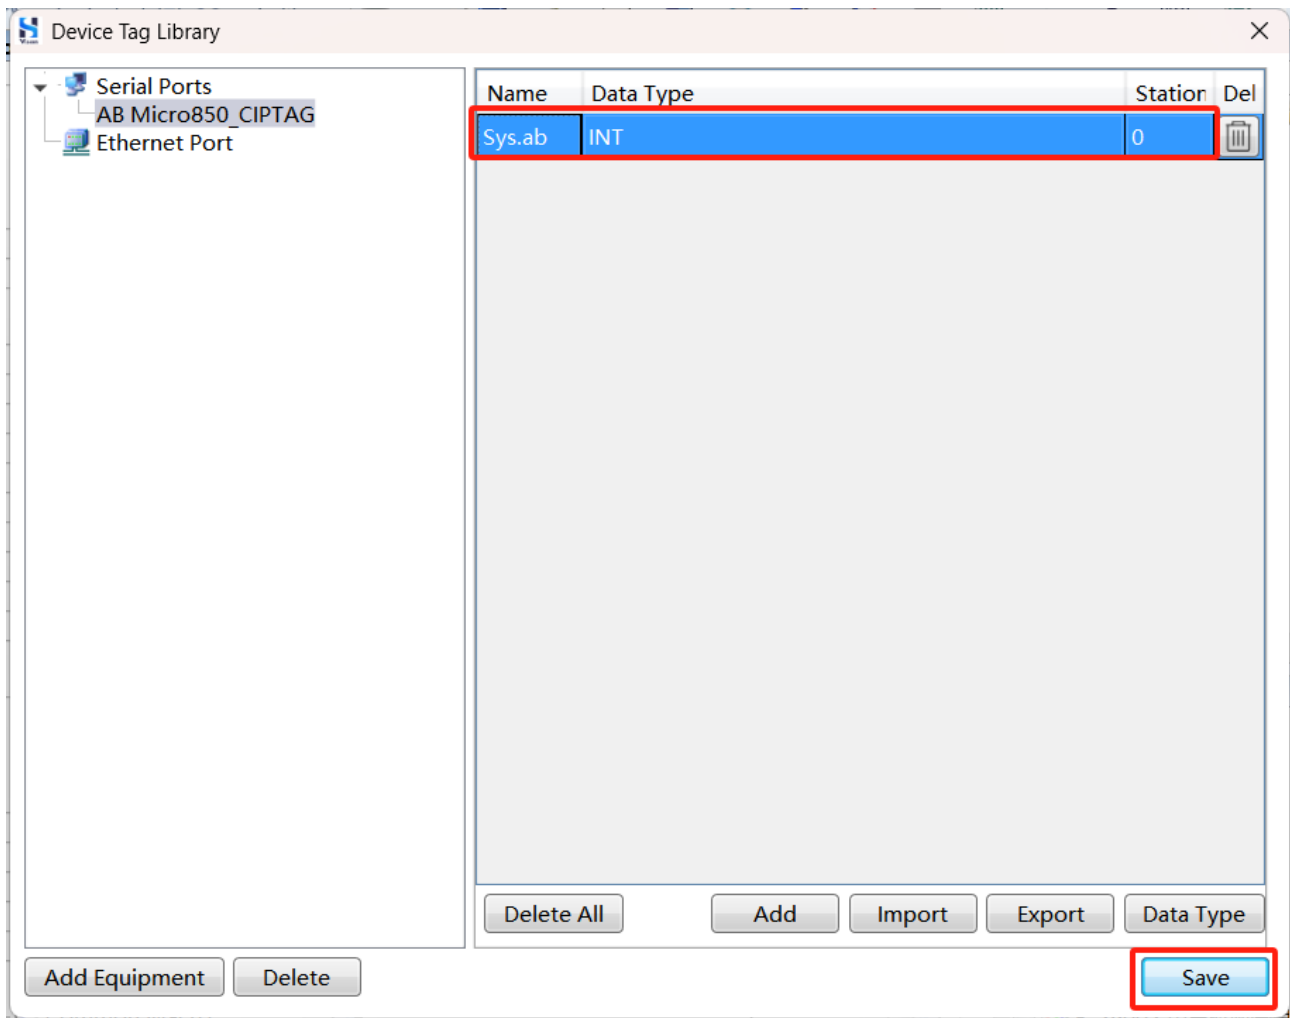 Device Tag Library
Serial Ports
AB Micro850_CIPTAG
Ethernet Port
Name Data Type Station Del
Sys.ab INT 0
Delete All Add Import Export Data Type
Add Equipment Delete Save